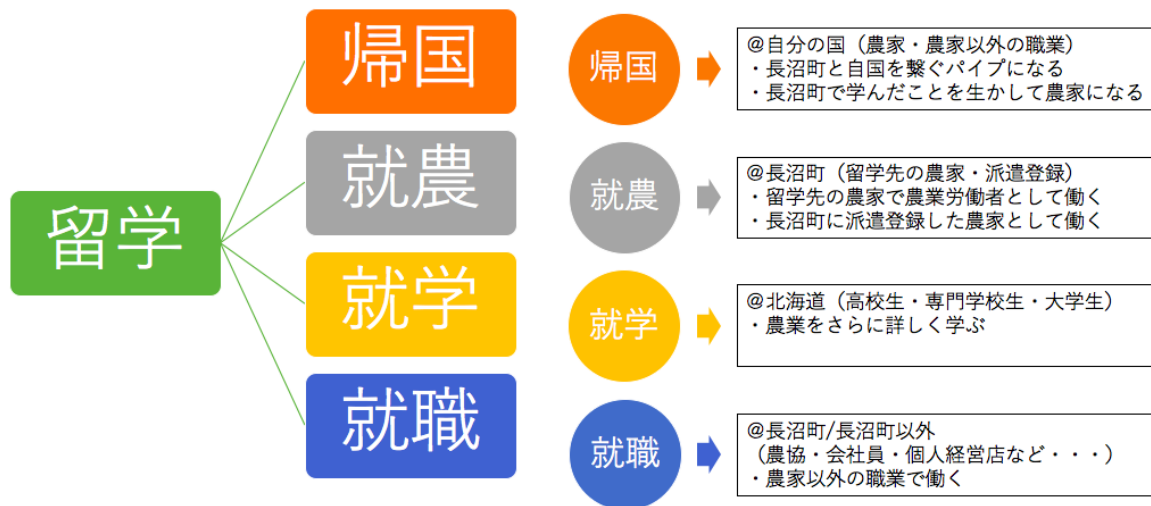 留学
帰国
就農
就学
就職
帰国
@自分の国（農家・農家以外の職業）
・長沼町と自国を繋ぐパイプになる
・長沼町で学んだことを生かして農家になる
就農
@長沼町（留学先の農家・派遣登録）
・留学先の農家で農業労働者として働く
・長沼町に派遣登録した農家として働く
就学
@北海道（高校生・専門学校生・大学生）
・農業をさらに詳しく学ぶ
就職
@長沼町/長沼町以外
（農協・会社員・個人経営店など・・・）
・農家以外の職業で働く